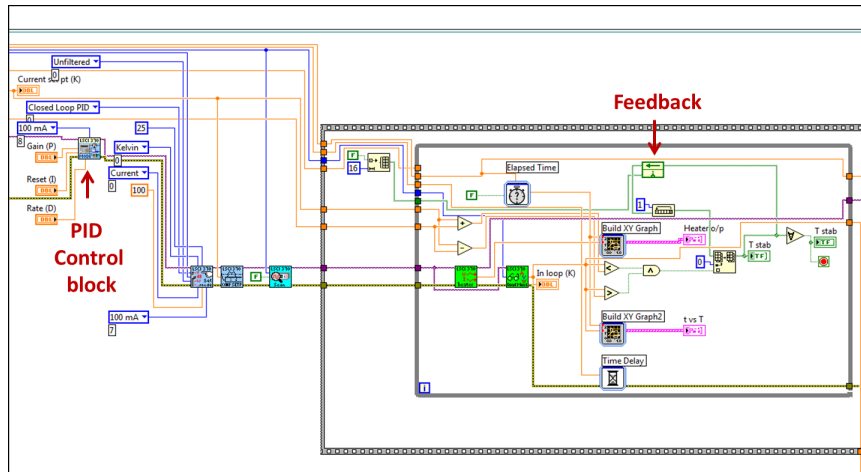 Unfiltered
0
Current set pt (K)
DBL
Closed Loop PID
0
100 mA
8
Gain (P)
DBL
Reset (I)
DBL
Rate (D)
DBL
25
Kelvin
0
Current
0
100
100 mA
7
PID
Control
block
F
Scan
Feedback
F
16
Elapsed Time
F
1
Build XY Graph
Heater o/p
T stab
TF
T stab
TF
0
In loop (K)
DBL
Build XY Graph2
t vs T
Time Delay
i